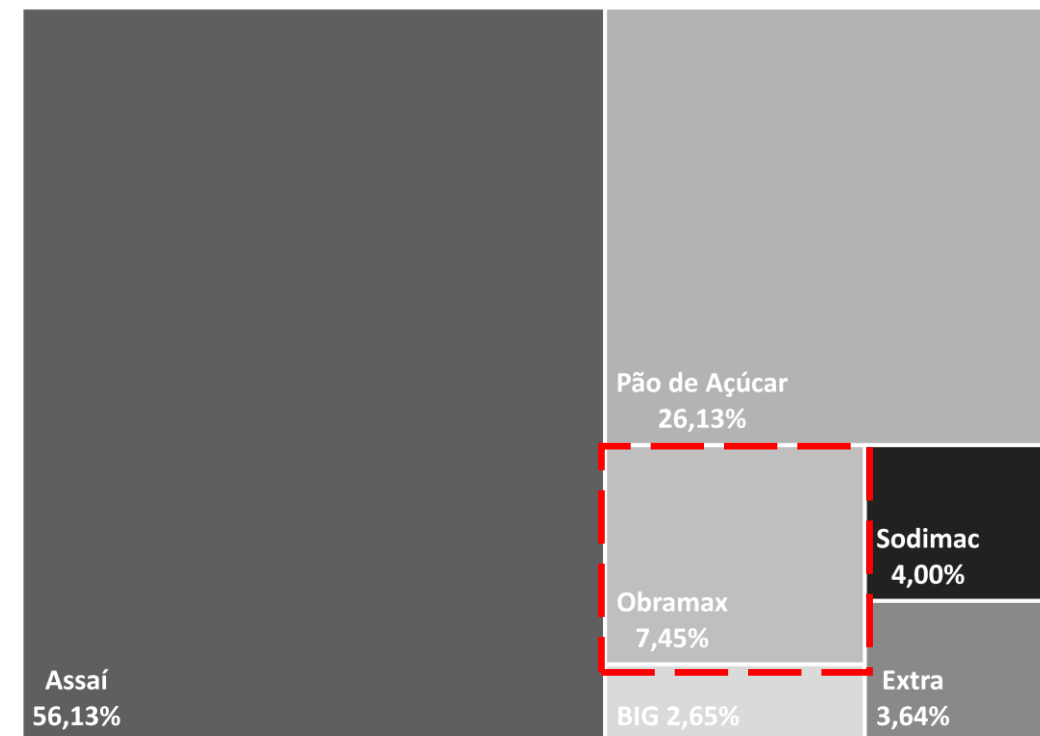 Assaí
56,13%
Pão de Açúcar
26,13%
Obramax
7,45%
BIG 2,65%
Sodimac
4,00%
Extra
3,64%